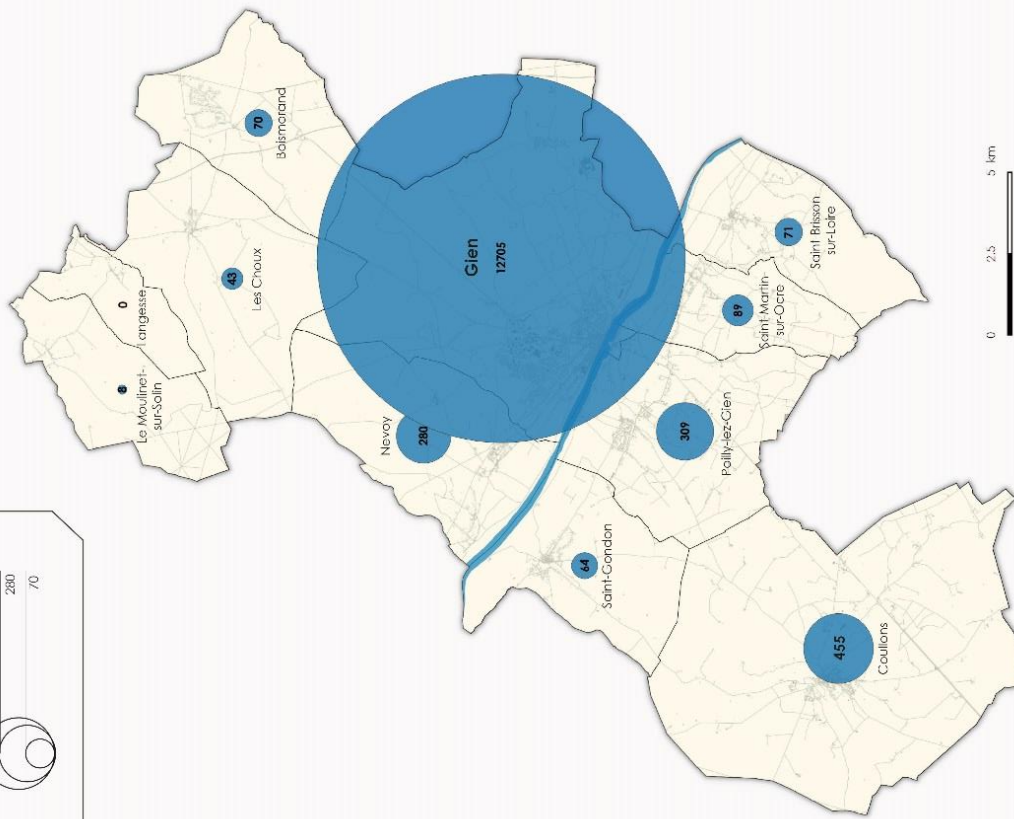 280
70
8
Le Moulinet-
sur-Solin
0
Langesse
43
Les Choux
70
Boismorand
Nevoy
280
Gien
12705
64
Saint-Gondon
309
Poilly-lez-Gien
89
Saint-Martin
sur-Ocre
71
Saint Brisson
sur-Loire
455
Coullons
0 2.5 5 km